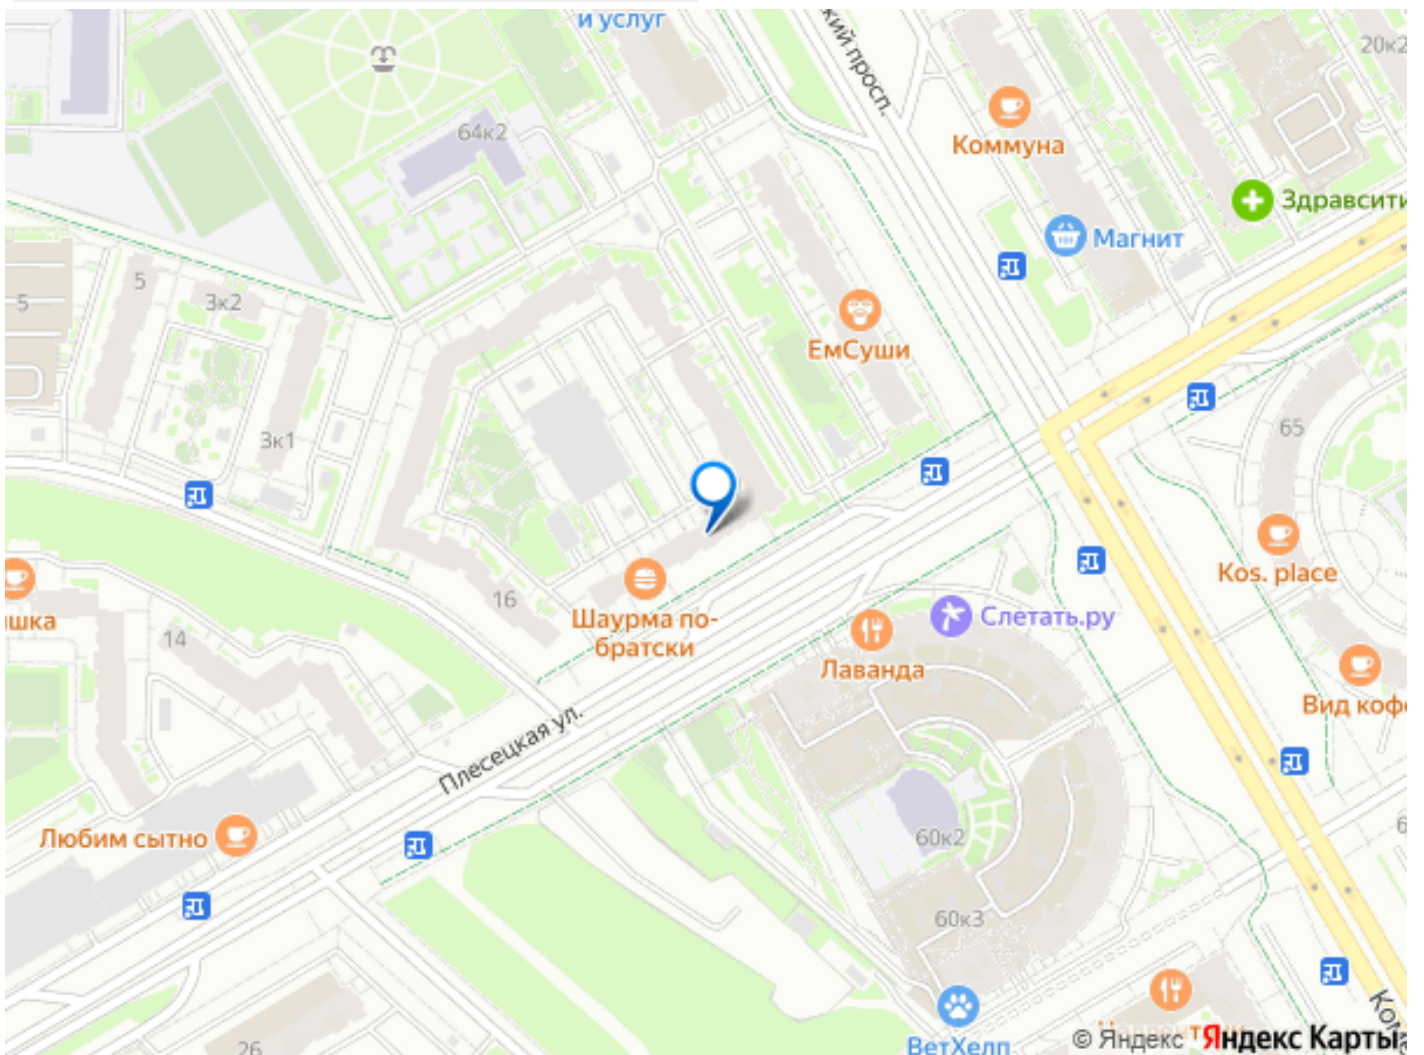 и услуг
кий просп.
20к2
Коммуна
64к2
Здравсити
Магнит
5
3к2
5
ЕмСуши
3к1
65
Kos. place
16
Шаурма по-
братски
Слетать.ру
14
Лаванда
Вид кофе
Плесецкая ул.
Любим сытно
60к2
60к3
26
ВетХелп
© Яндекс Яндекс Карты